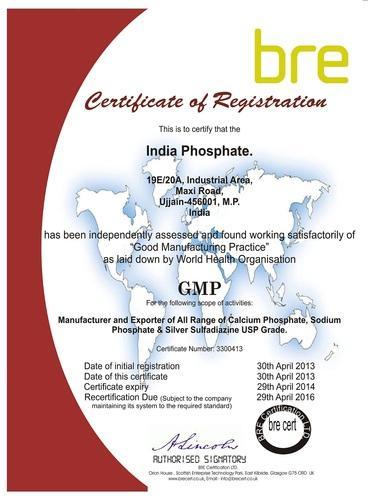 bre
Certificate of Registration
This is to certify that the
India Phosphate.
19E/20A, Industrial Area,
Maxi Road,
Ujjain-456001, M.P.
India
has been independently assessed and found working satisfactorily of
"Good Manufacturing Practice"
as laid down by World Health Organisation
GMP
For the following scope of activities:
Manufacturer and Exporter of All Range of Calcium Phosphate, Sodium
Phosphate & Silver Sulfadiazine USP Grade.
Certificate Number: 3300413
Date of initial registration 30th April 2013
Date of this certificate 30th April 2013
Certificate expiry 29th April 2014
Recertification Due (Subject to the company 29th April 2016
maintaining its system to the required standard)
BRE Certification LTD.
bre cert
ALincoln
AUTHORISED SIGNATORY
BRE Certification LTD.
Orion House, Scottish Enterprise Technology Park, East Kilbride, Glasgow G75 ORD UK
www.brecert.co.uk, Email: info@brecert.co.uk